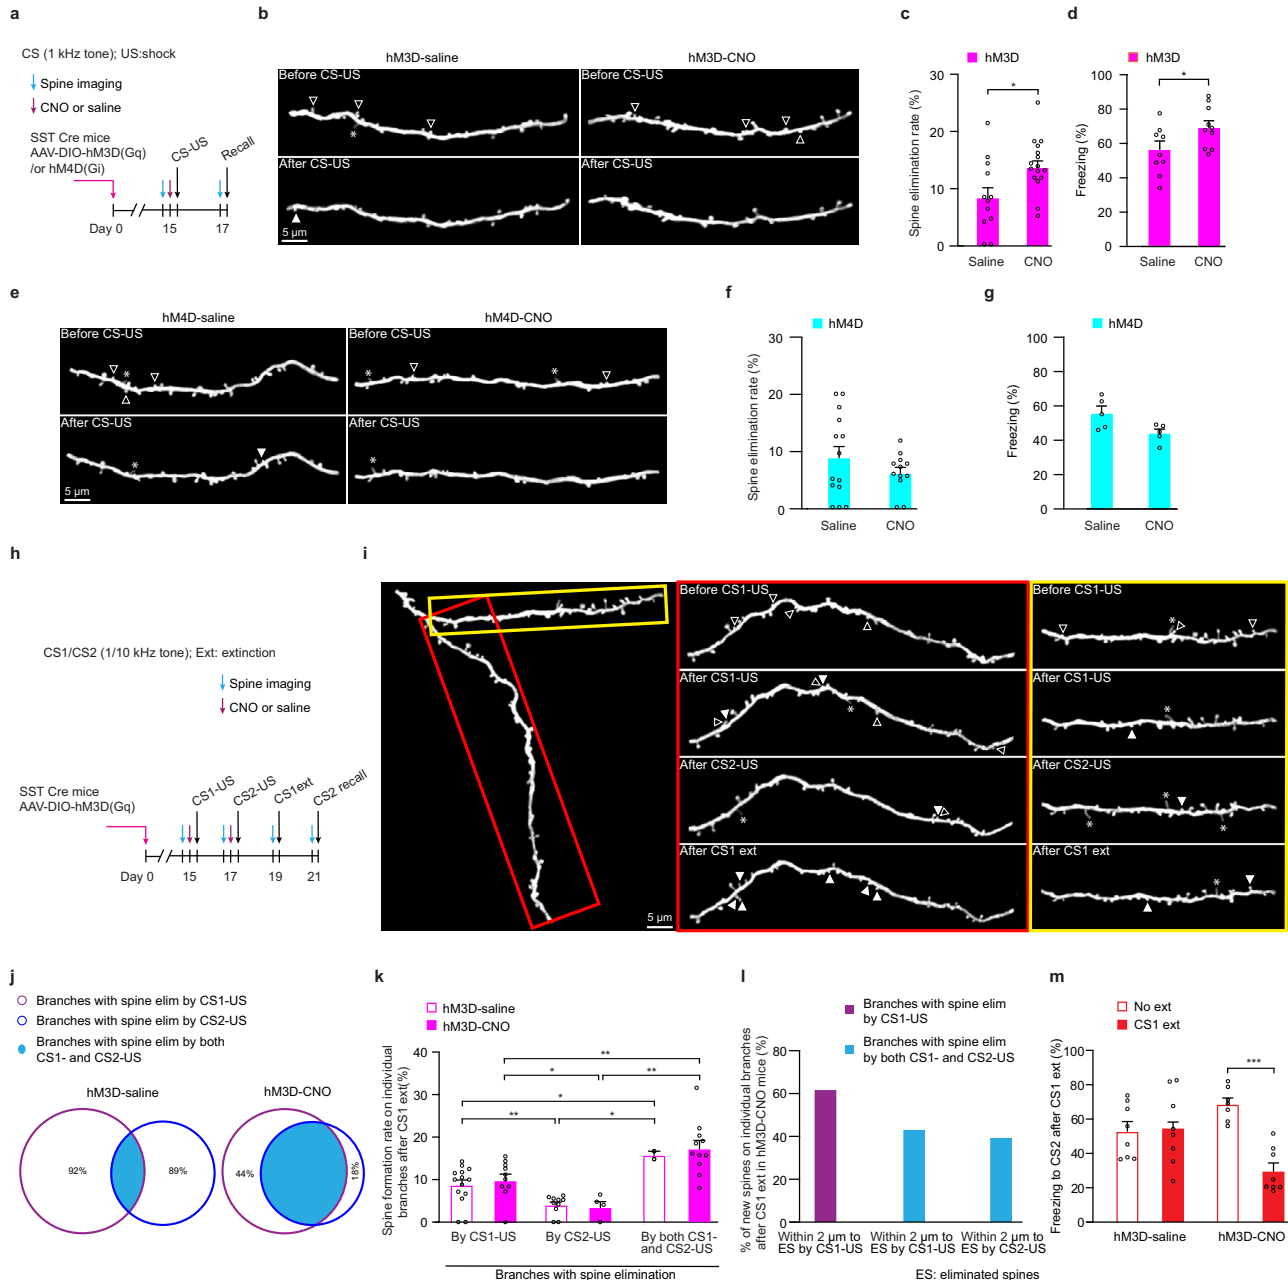 a
CS (1 kHz tone); US:shock
Spine imaging
CNO or saline
SST Cre mice
AAV-DIO-hM3D(Gq)
/or hM4D(Gi)
CS-US
Recall
Day 0
15
17
b
hM3D-saline
hM3D-CNO
Before CS-US
Before CS-US
*
After CS-US
After CS-US
5 µm
c
hM3D
Spine elimination rate (%)
30
20
10
0
*
Saline
CNO
d
hM3D
Freezing (%)
100
80
60
40
20
0
*
Saline
CNO
e
hM4D-saline
hM4D-CNO
Before CS-US
Before CS-US
*
*
*
After CS-US
After CS-US
*
*
5 µm
f
hM4D
Spine elimination rate (%)
30
20
10
0
Saline
CNO
g
hM4D
Freezing (%)
100
80
60
40
20
0
Saline
CNO
h
CS1/CS2 (1/10 kHz tone); Ext: extinction
Spine imaging
CNO or saline
SST Cre mice
AAV-DIO-hM3D(Gq)
CS1-US
CS2-US
CS1ext
CS2 recall
Day 0
15
17
19
21
i
5 µm
Before CS1-US
After CS1-US
*
After CS2-US
*
After CS1 ext
Before CS1-US
*
After CS1-US
*
After CS2-US
*
*
*
After CS1 ext
*
j
Branches with spine elim by CS1-US
Branches with spine elim by CS2-US
Branches with spine elim by both
CS1- and CS2-US
hM3D-saline
hM3D-CNO
92%
89%
44%
18%
k
hM3D-saline
hM3D-CNO
Spine formation rate on individual
branches after CS1 ext(%)
40
30
20
10
0
**
*
**
*
**
*
By CS1-US
By CS2-US
By both CS1-
and CS2-US
Branches with spine elimination
l
Branches with spine elim
by CS1-US
Branches with spine elim
by both CS1- and CS2-US
% of new spines on individual branches
after CS1 ext in hM3D-CNO mice (%)
80
60
40
20
0
Within 2 µm to
ES by CS1-US
Within 2 µm to
ES by CS1-US
Within 2 µm to
ES by CS2-US
ES: eliminated spines
m
No ext
CS1 ext
Freezing to CS2 after CS1 ext (%)
100
80
60
40
20
0
***
hM3D-saline
hM3D-CNO